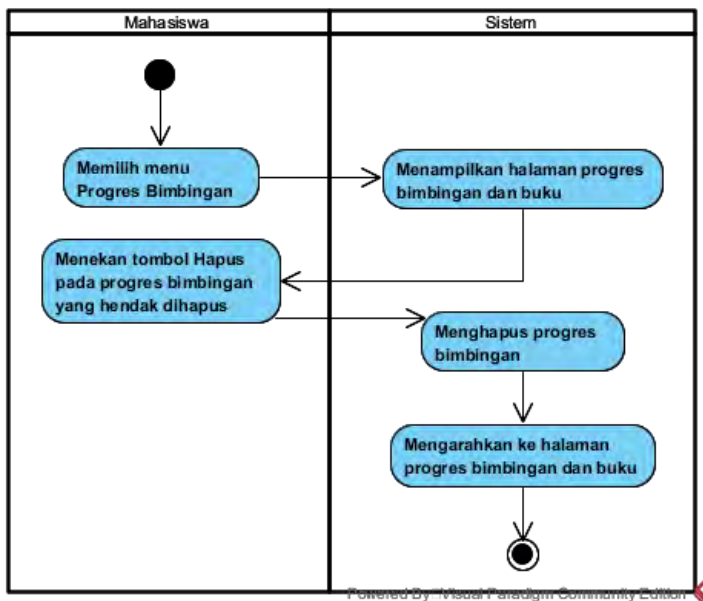 Mahasiswa
Sistem
Memilih menu
Progres Bimbingan
Menampilkan halaman progres
bimbingan dan buku
Menekan tombol Hapus
pada progres bimbingan
yang hendak dihapus
Menghapus progres
bimbingan
Mengarahkan ke halaman
progres bimbingan dan buku
Powered By Visual Paradigm Community Edition